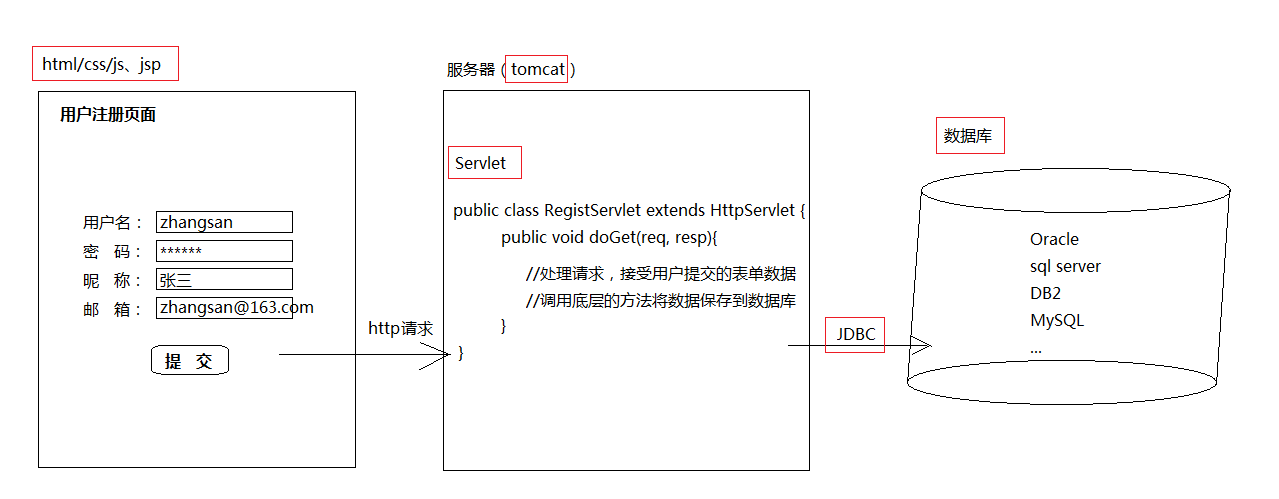 html/css/js、jsp
用户注册页面
用户名： zhangsan
密 码： ******
昵 称： 张三
邮 箱： zhangsan@163.com
提 交
http请求
服务器（tomcat）
Servlet
public class RegistServlet extends HttpServlet {
public void doGet(req, resp){
//处理请求，接受用户提交的表单数据
//调用底层的方法将数据保存到数据库
}
}
JDBC
数据库
Oracle
sql server
DB2
MySQL
...